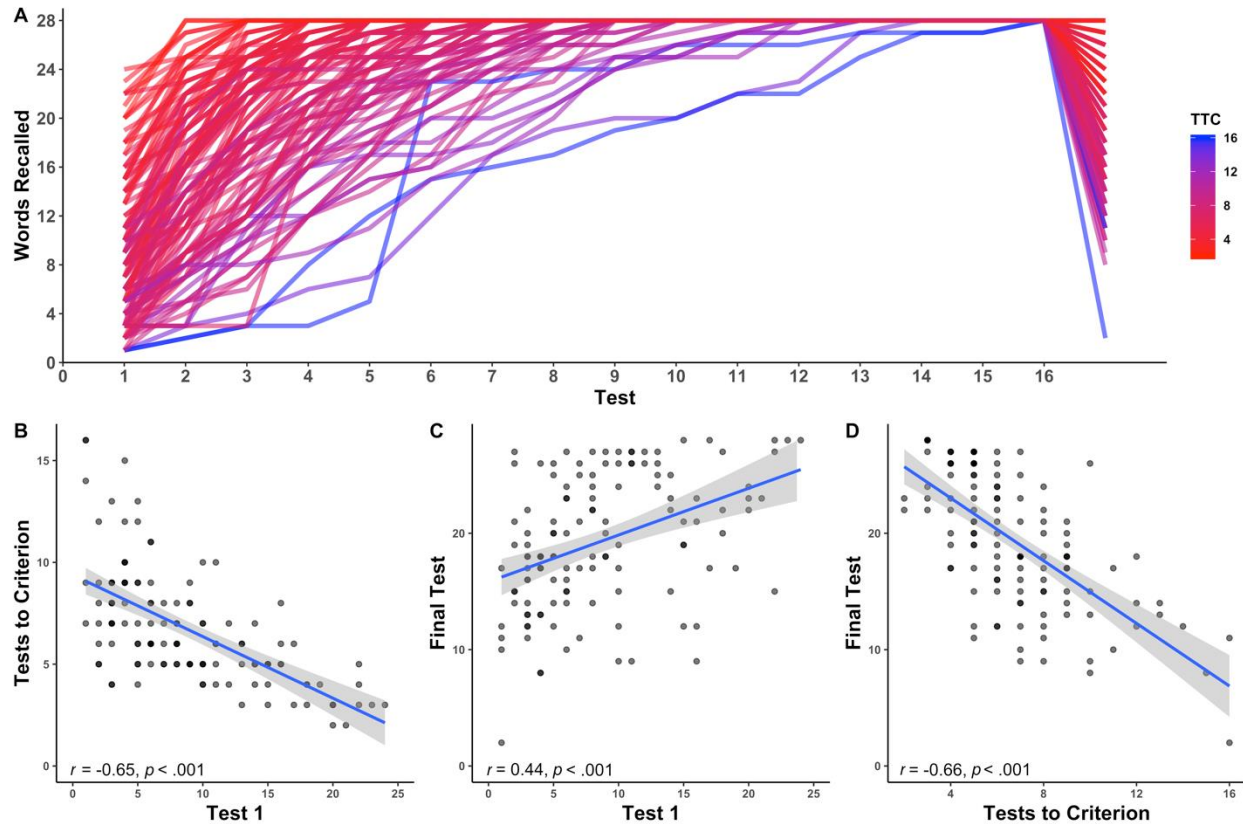 A
28
24
20
16
12
8
4
0
Words Recalled
0 1 2 3 4 5 6 7 8 9 10 11 12 13 14 15 16
Test
TTC
16
12
8
4
B
15
10
5
0
Tests to Criterion
r = -0.65, p < .001
0 5 10 15 20 25
Test 1
C
20
10
0
Final Test
r = 0.44, p < .001
0 5 10 15 20 25
Test 1
D
20
10
0
Final Test
r = -0.66, p < .001
4 8 12 16
Tests to Criterion